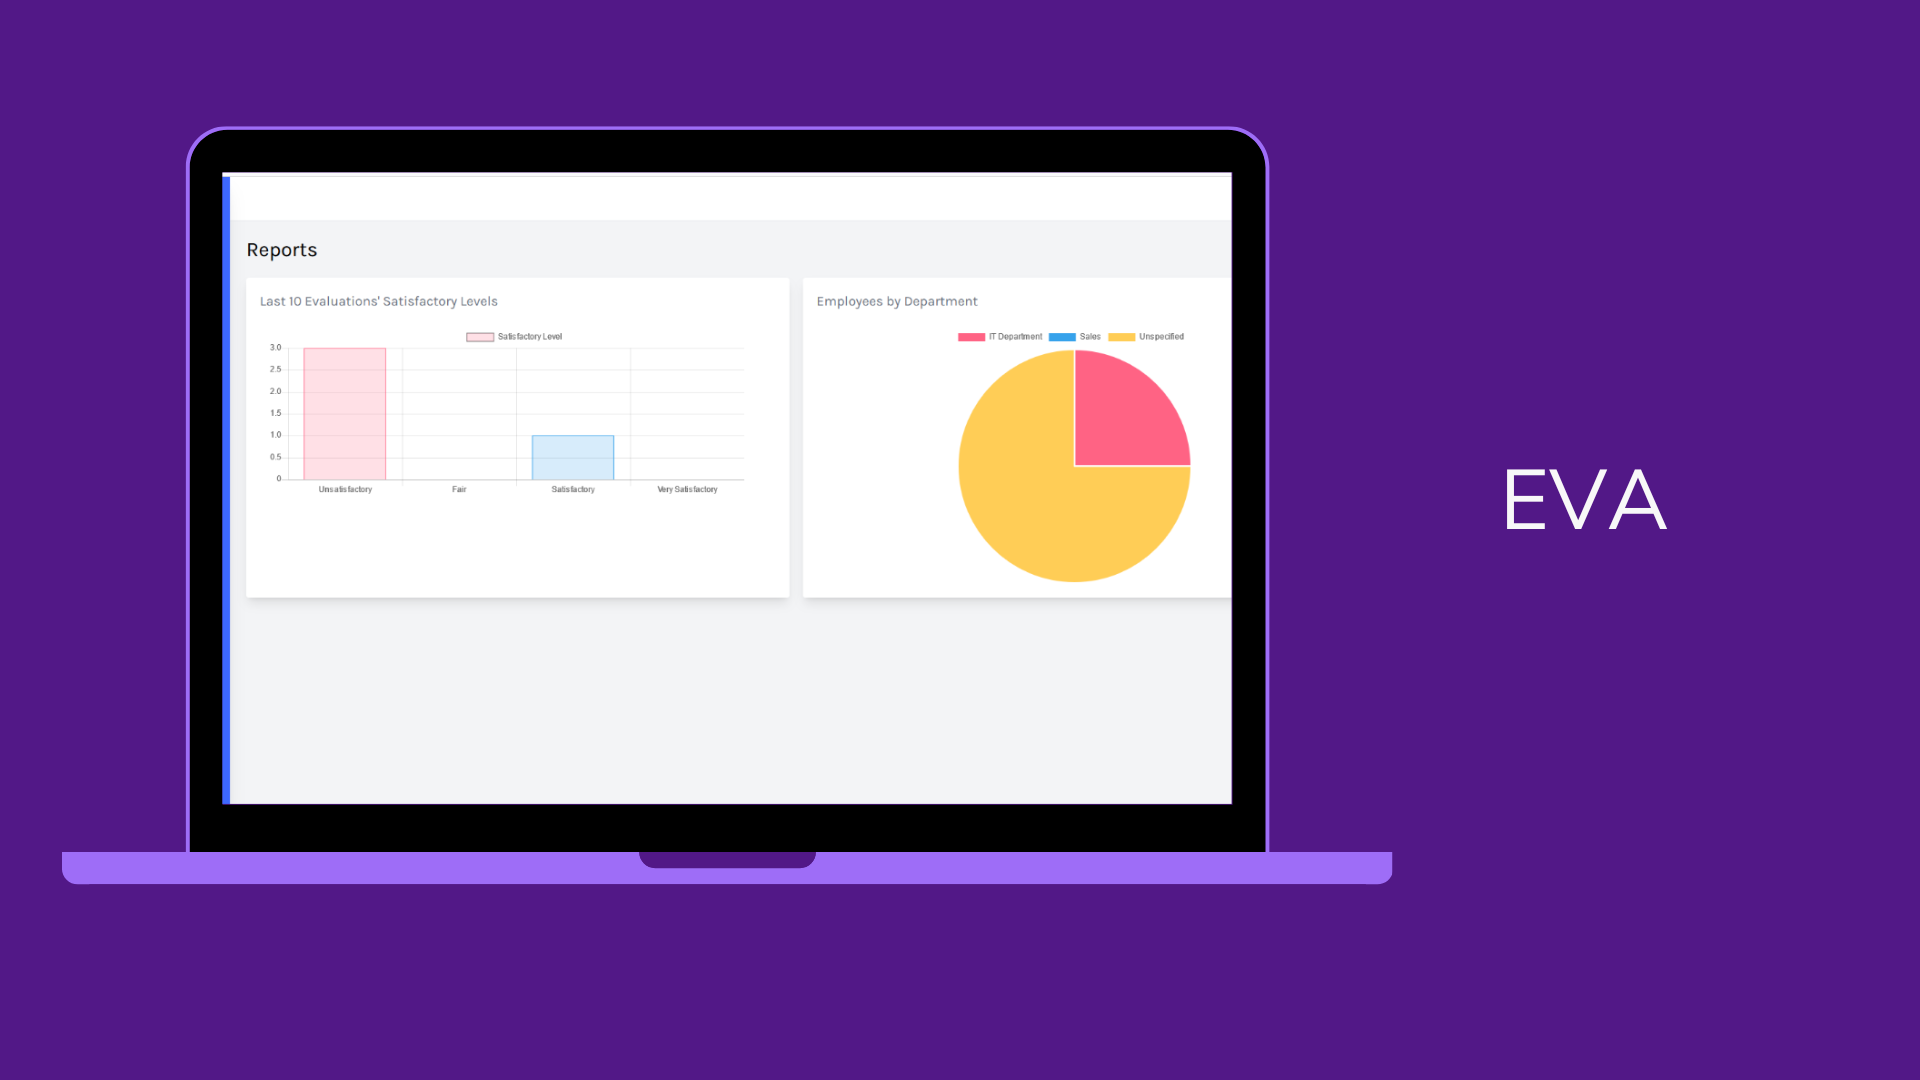 Reports
Last 10 Evaluations' Satisfactory Levels
Satisfactory Level
3.0
2.5
2.0
1.5
1.0
0.5
0
Unsatisfactory Fair Satisfactory Very Satisfactory
Employees by Department
IT Department Sales Unspecified
EVA